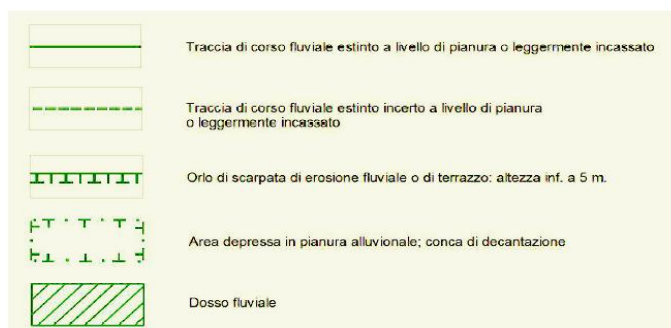 Traccia di corso fluviale estinto a livello di pianura o leggermente incassato
Traccia di corso fluviale estinto incerto a livello di pianura
o leggermente incassato
Orlo di scarpata di erosione fluviale o di terrazzo: altezza inf. a 5 m.
Area depressa in pianura alluvionale; conca di decantazione
Dosso fluviale